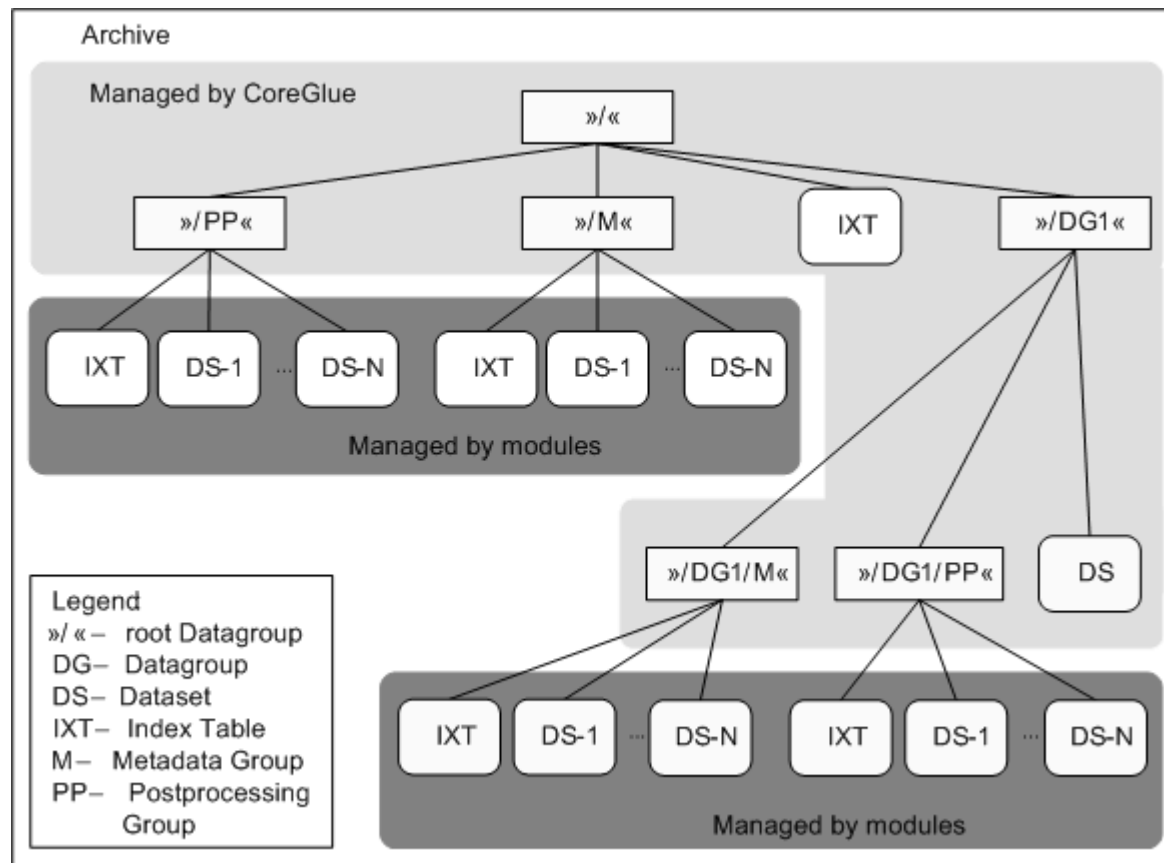 Archive
Managed by CoreGlue
»/«
»/PP«
»/M«
IXT
»/DG1«
IXT
DS-1
...
DS-N
IXT
DS-1
...
DS-N
Managed by modules
»/DG1/M«
»/DG1/PP«
DS
Legend
»/ «– root Datagroup
DG– Datagroup
DS– Dataset
IXT– Index Table
M– Metadata Group
PP– Postprocessing
Group
IXT
DS-1
...
DS-N
IXT
DS-1
...
DS-N
Managed by modules